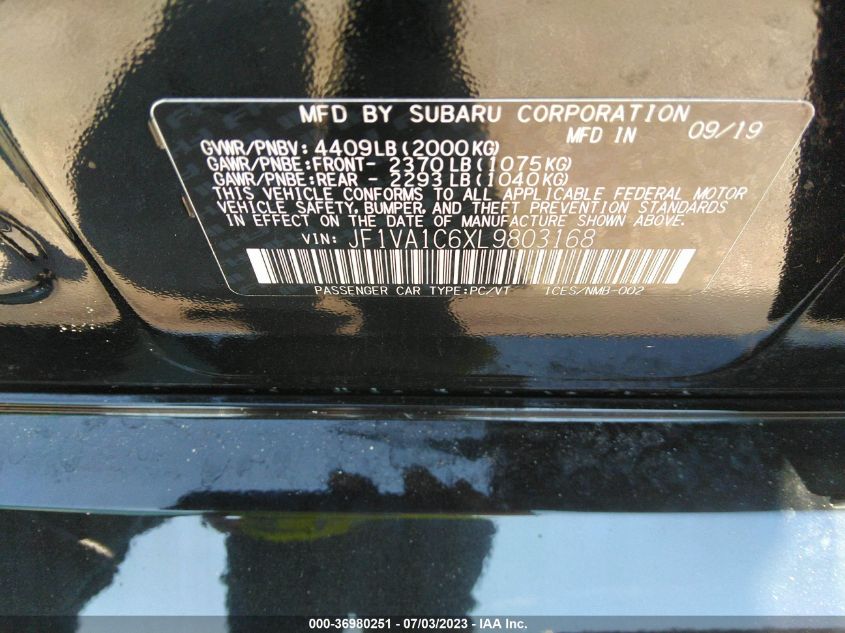 MFD BY SUBARU CORPORATION
MFD IN 09/19
GVWR/PNBV: 4409LB(2000KG)
GAWR/PNBE:FRONT- 2370LB(1075KG)
GAWR/PNBE:REAR - 2293LB(1040KG)
THIS VEHICLE CONFORMS TO ALL APPLICABLE FEDERAL MOTOR
VEHICLE SAFETY, BUMPER, AND THEFT PREVENTION STANDARDS
IN EFFECT ON THE DATE OF MANUFACTURE SHOWN ABOVE.
VIN: JF1VA1C6XL9803168
PASSENGER CAR TYPE:PC/VT 1CES/NMB-002
000-36980251 - 07/03/2023 - IAA Inc.